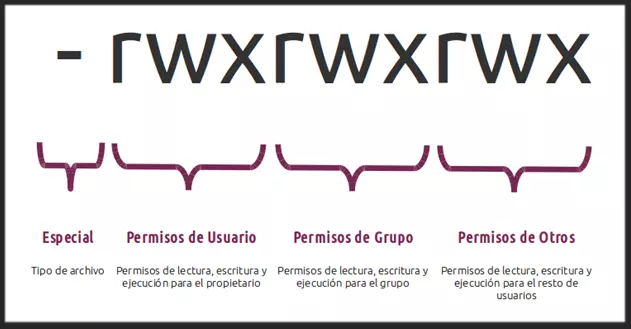 - rwxrwxrwx
Especial Permisos de Usuario Permisos de Grupo Permisos de Otros
Tipo de archivo
Permisos de lectura, escritura y
ejecución para el propietario
Permisos de lectura, escritura y
ejecución para el grupo
Permisos de lectura, escritura y
ejecución para el resto de
usuarios